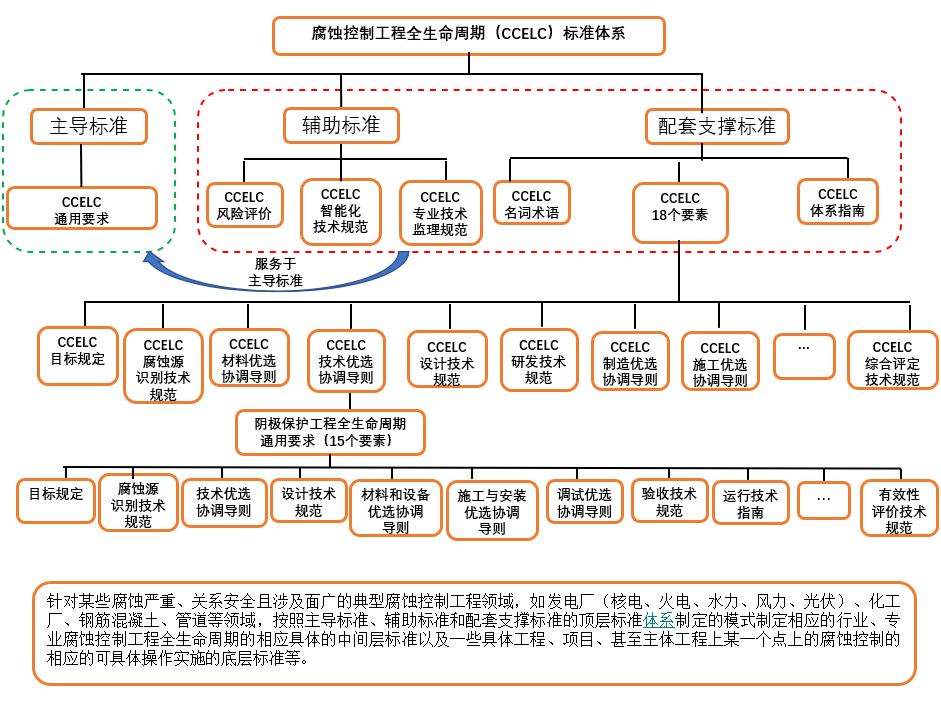 腐蚀控制工程全生命周期（CCELC）标准体系
主导标准
辅助标准
配套支撑标准
CCELC
通用要求
CCELC
风险评价
CCELC
智能化
技术规范
CCELC
专业技术
监理规范
CCELC
名词术语
CCELC
18个要素
CCELC
体系指南
服务于
主导标准
CCELC
目标规定
CCELC
腐蚀源
识别技术
规范
CCELC
材料优选
协调导则
CCELC
技术优选
协调导则
CCELC
设计技术
规范
CCELC
研发技术
规范
CCELC
制造优选
协调导则
CCELC
施工优选
协调导则
...
CCELC
综合评定
技术规范
阴极保护工程全生命周期
通用要求（15个要素）
目标规定
腐蚀源
识别技术
规范
技术优选
协调导则
设计技术
规范
材料和设备
优选协调
导则
施工与安装
优选协调
导则
调试优选
协调导则
验收技术
规范
运行技术
指南
...
有效性
评价技术
规范
针对某些腐蚀严重、关系安全且涉及面广的典型腐蚀控制工程领域，如发电厂（核电、火电、水力、风力、光伏）、化工
厂、钢筋混凝土、管道等领域，按照主导标准、辅助标准和配套支撑标准的顶层标准体系制定的模式制定相应的行业、专
业腐蚀控制工程全生命周期的相应具体的中间层标准以及一些具体工程、项目、甚至主体工程上某一个点上的腐蚀控制的
相应的可具体操作实施的底层标准等。